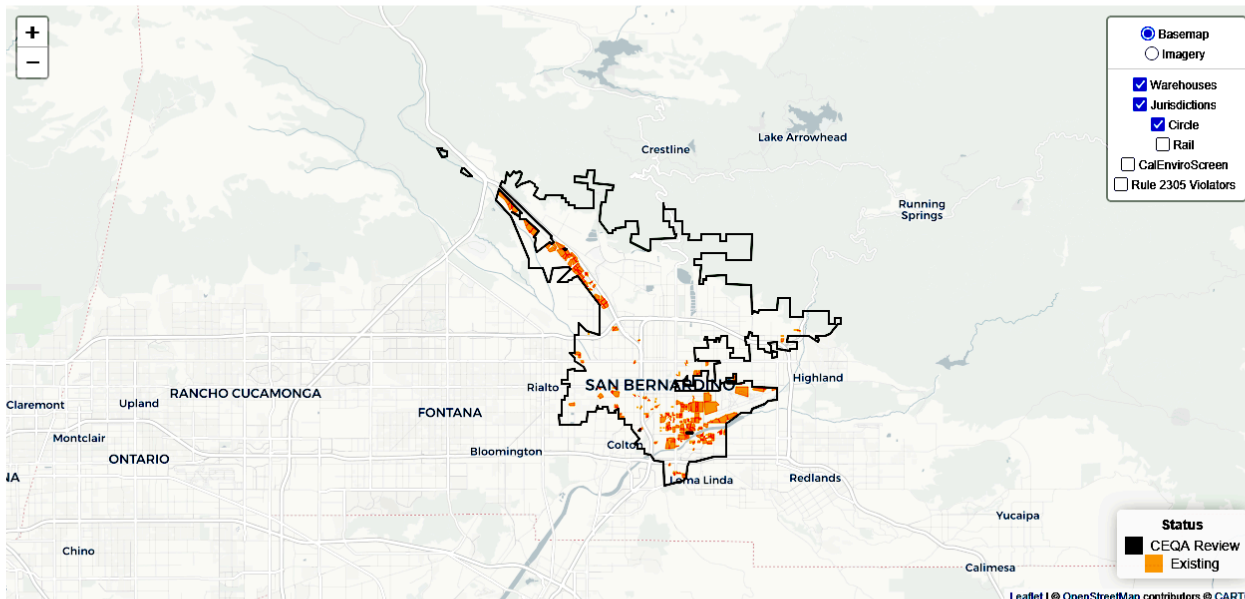 +
−
Basemap
Imagery
Warehouses
Jurisdictions
Circle
Rail
CalEnviroScreen
Rule 2305 Violators
Lake Arrowhead
Crestline
Running
Springs
SAN BERNARDINO
Highland
Rialto
RANCHO CUCAMONGA
Claremont
Upland
FONTANA
Montclair
Colton
Bloomington
ONTARIO
NA
Loma Linda
Redlands
Yucaipa
Chino
Calimesa
Status
CEQA Review
Existing
Leaflet | © OpenStreetMap contributors © CART